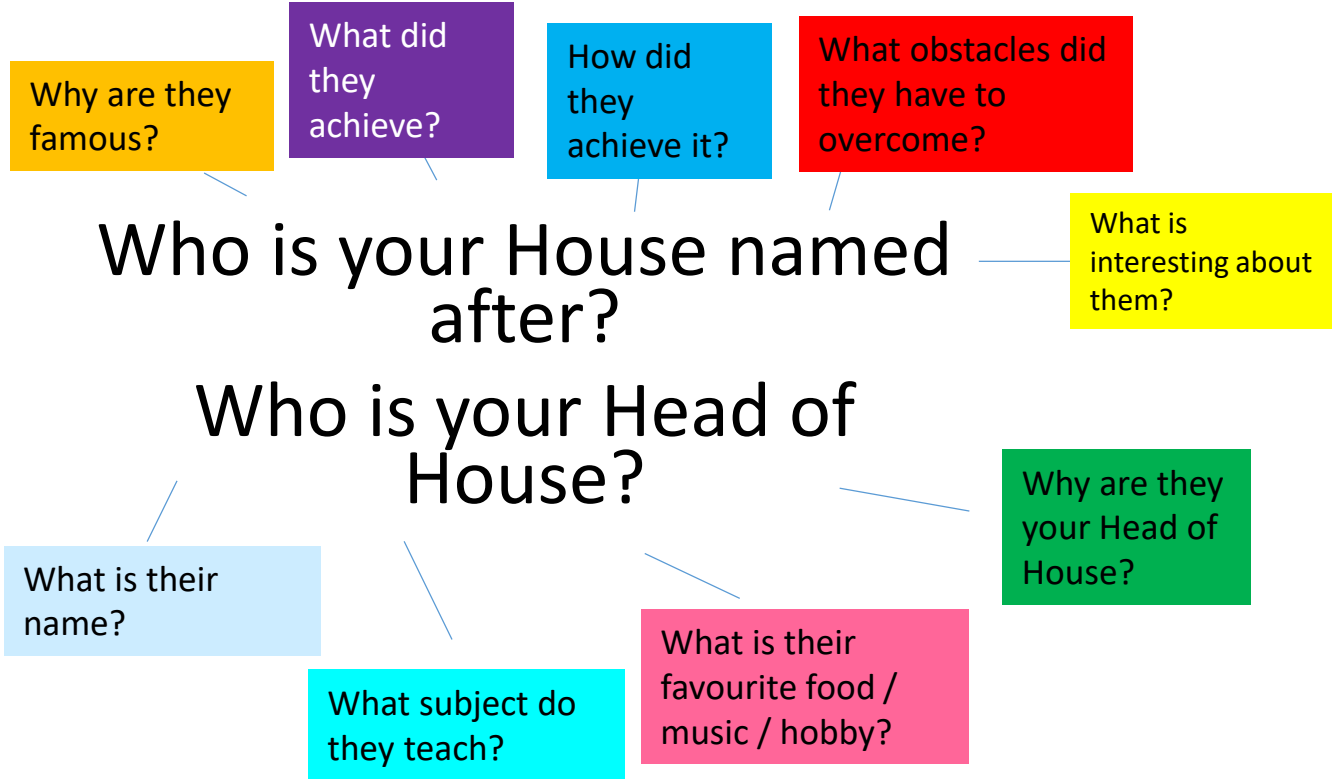 Why are they
famous?
What did
they
achieve?
How did
they
achieve it?
What obstacles did
they have to
overcome?
What is
interesting about
them?
Who is your House named
after?
Who is your Head of
House?
Why are they
your Head of
House?
What is their
name?
What subject do
they teach?
What is their
favourite food /
music / hobby?